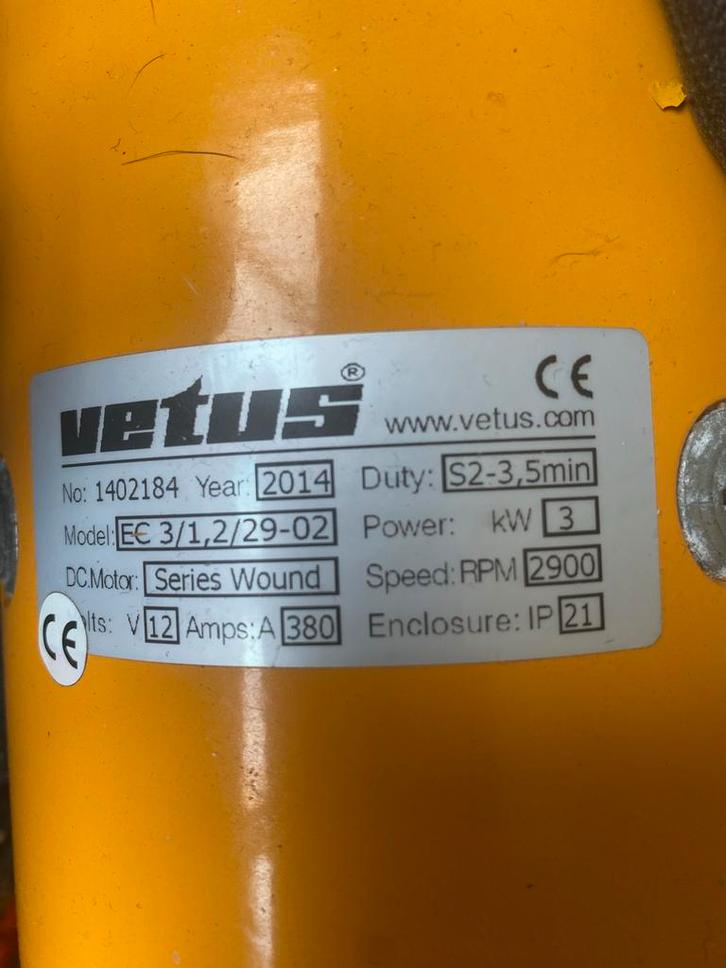 vetus® CE
www.vetus.com
No: 1402184 Year: 2014 Duty: S2-3,5min
Model: EC 3/1,2/29-02 Power: kW 3
DC.Motor: Series Wound Speed: RPM 2900
CE lts: V 12 Amps: A 380 Enclosure: IP 21